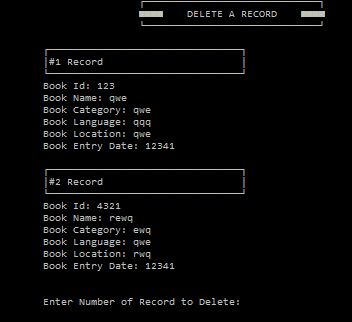 DELETE A RECORD
#1 Record
Book Id: 123
Book Name: qwe
Book Category: qwe
Book Language: qqq
Book Location: qwe
Book Entry Date: 12341
#2 Record
Book Id: 4321
Book Name: rewq
Book Category: ewq
Book Language: qwe
Book Location: rwq
Book Entry Date: 12341
Enter Number of Record to Delete: